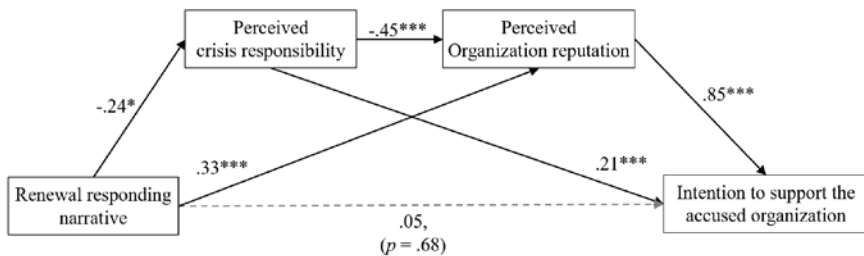 Perceived
crisis responsibility
-.45***
Perceived
Organization reputation
-.24*
.85***
.33***
.21***
Renewal responding
narrative
Intention to support the
accused organization
.05,
(p = .68)